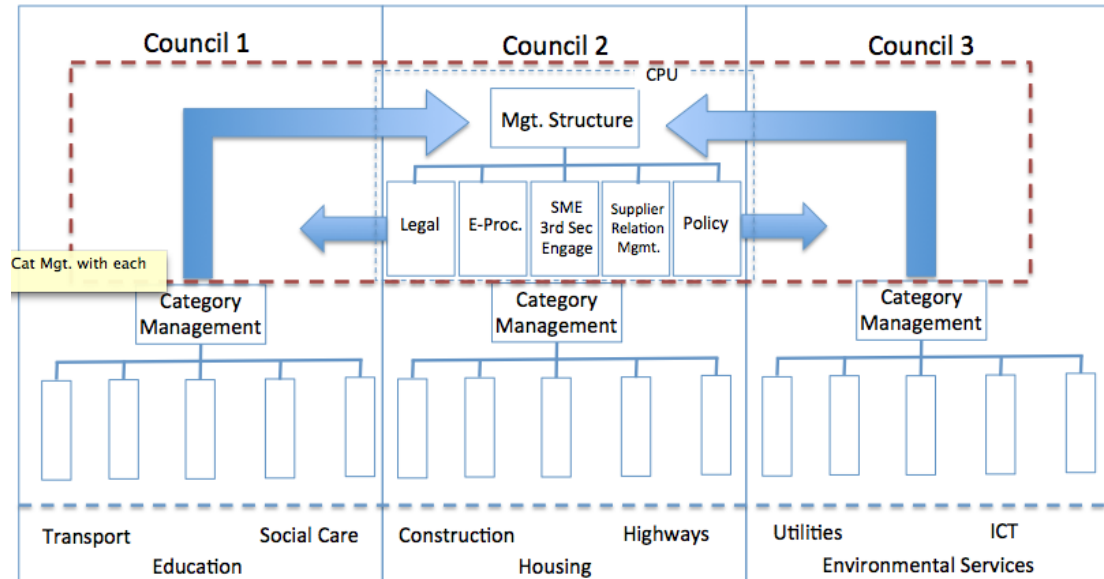 Council 1
Council 2
Council 3
CPU
Mgt. Structure
Legal
E-Proc.
SME
3rd Sec
Engage
Supplier
Relation
Mgmt.
Policy
Cat Mgt. with each
Category
Management
Category
Management
Category
Management
Transport
Social Care
Construction
Highways
Utilities
ICT
Education
Housing
Environmental Services